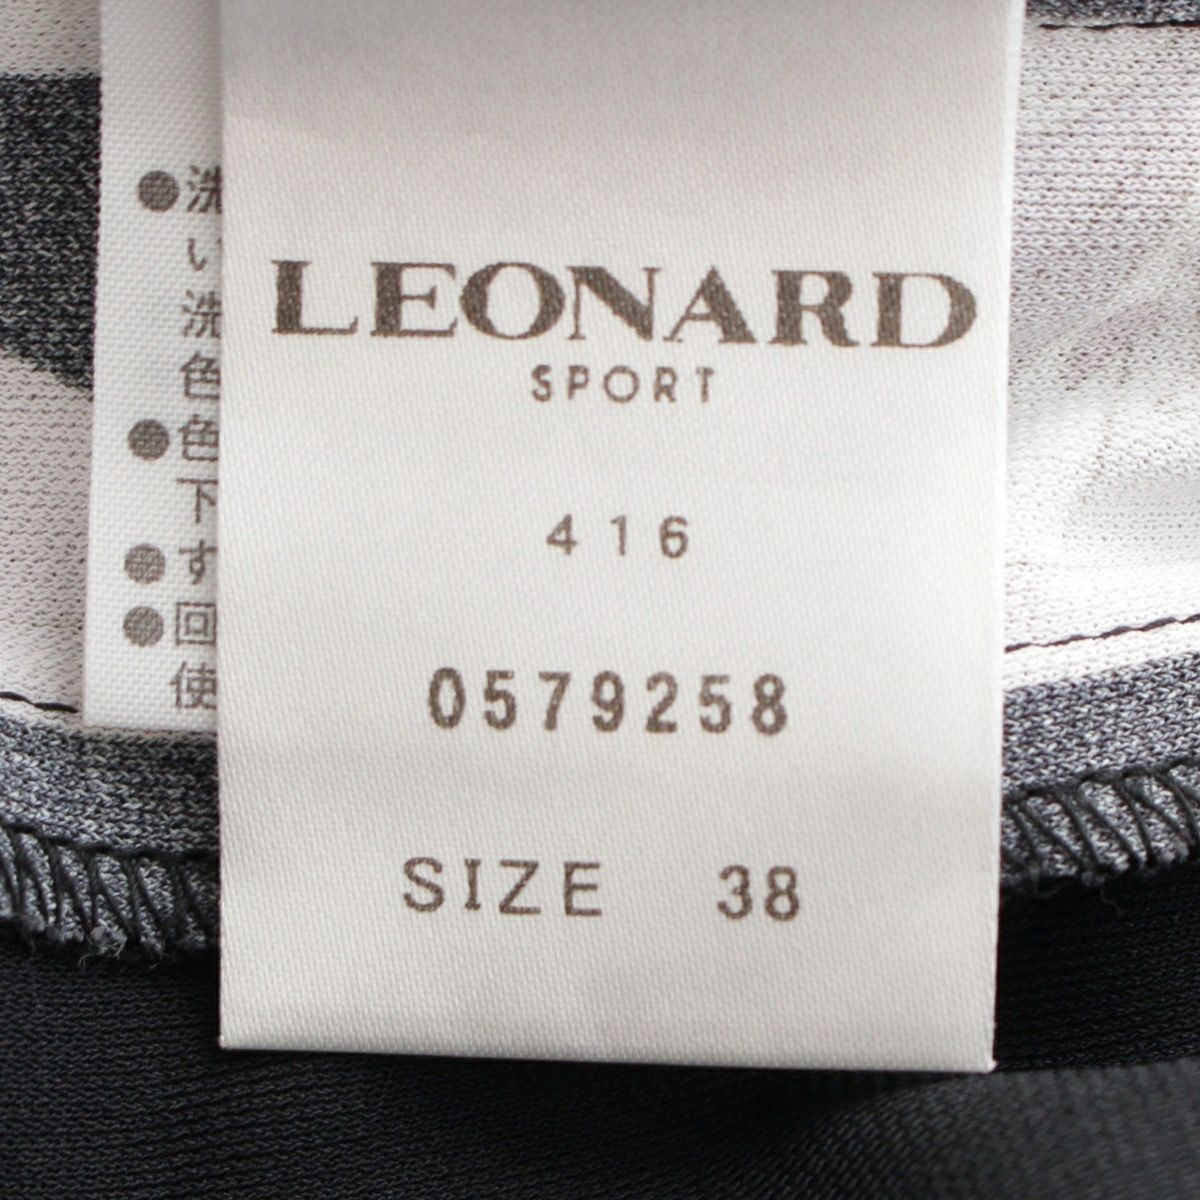 LEONARD
SPORT
416
0579258
SIZE 38
●洗
い
洗
色
●色
下
●す
●回
使